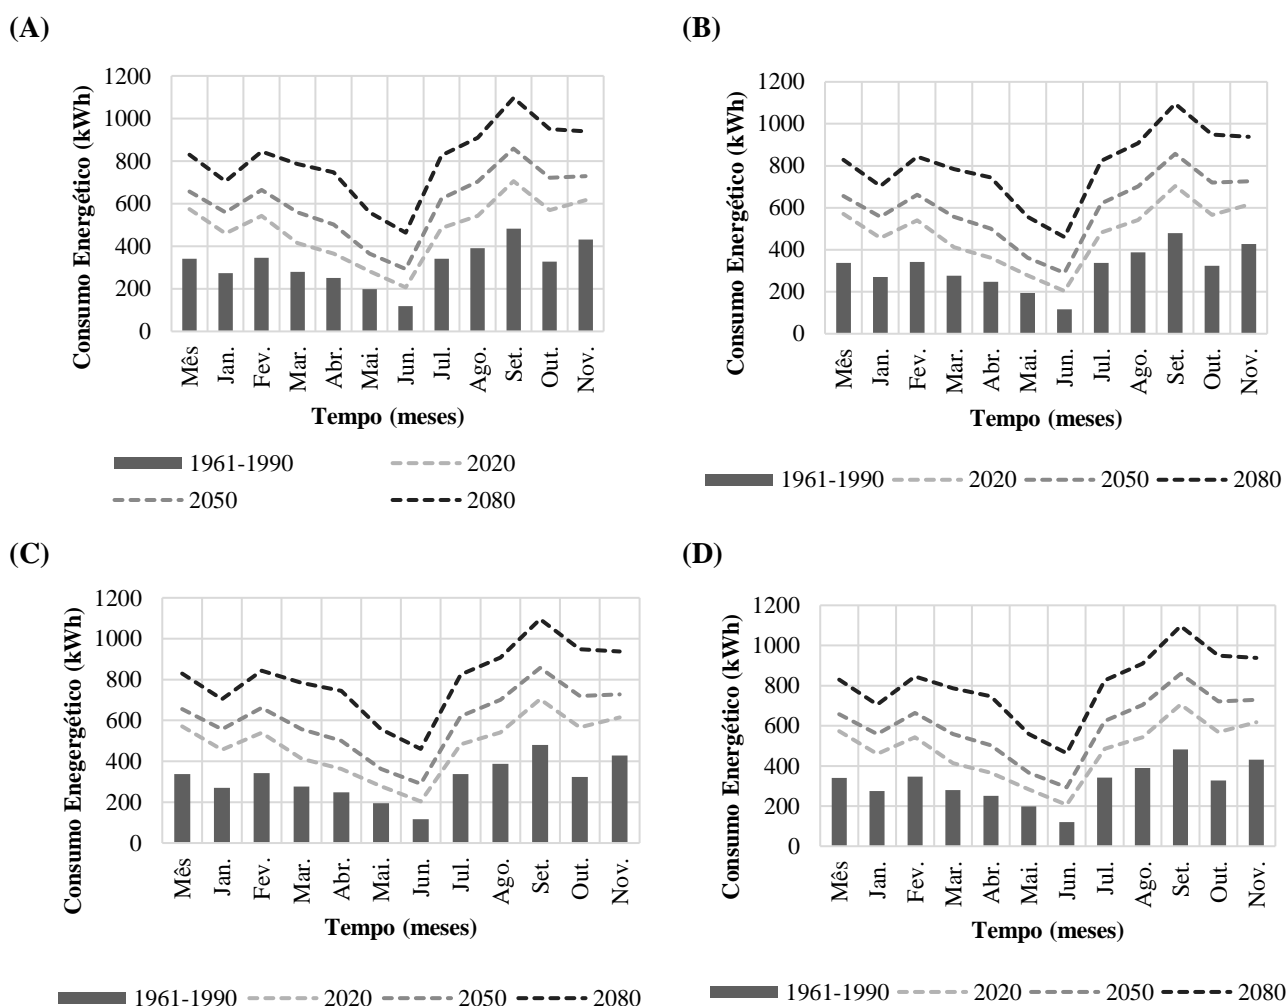 (A)
1200
1000
800
600
400
200
0
Consumo Energético (kWh)
Mês Jan. Fev. Mar. Abr. Mai. Jun. Jul. Ago. Set. Out. Nov.
Tempo (meses)
1961-1990 2020
2050 2080
(B)
1200
1000
800
600
400
200
0
Consumo Energético (kWh)
Mês Jan. Fev. Mar. Abr. Mai. Jun. Jul. Ago. Set. Out. Nov.
Tempo (meses)
1961-1990 2020 2050 2080
(C)
1200
1000
800
600
400
200
0
Consumo Enegergético (kWh)
Mês Jan. Fev. Mar. Abr. Mai. Jun. Jul. Ago. Set. Out. Nov.
Tempo (meses)
1961-1990 2020 2050 2080
(D)
1200
1000
800
600
400
200
0
Consumo Energético (kWh)
Mês Jan. Fev. Mar. Abr. Mai. Jun. Jul. Ago. Set. Out. Nov.
Tempo (meses)
1961-1990 2020 2050 2080